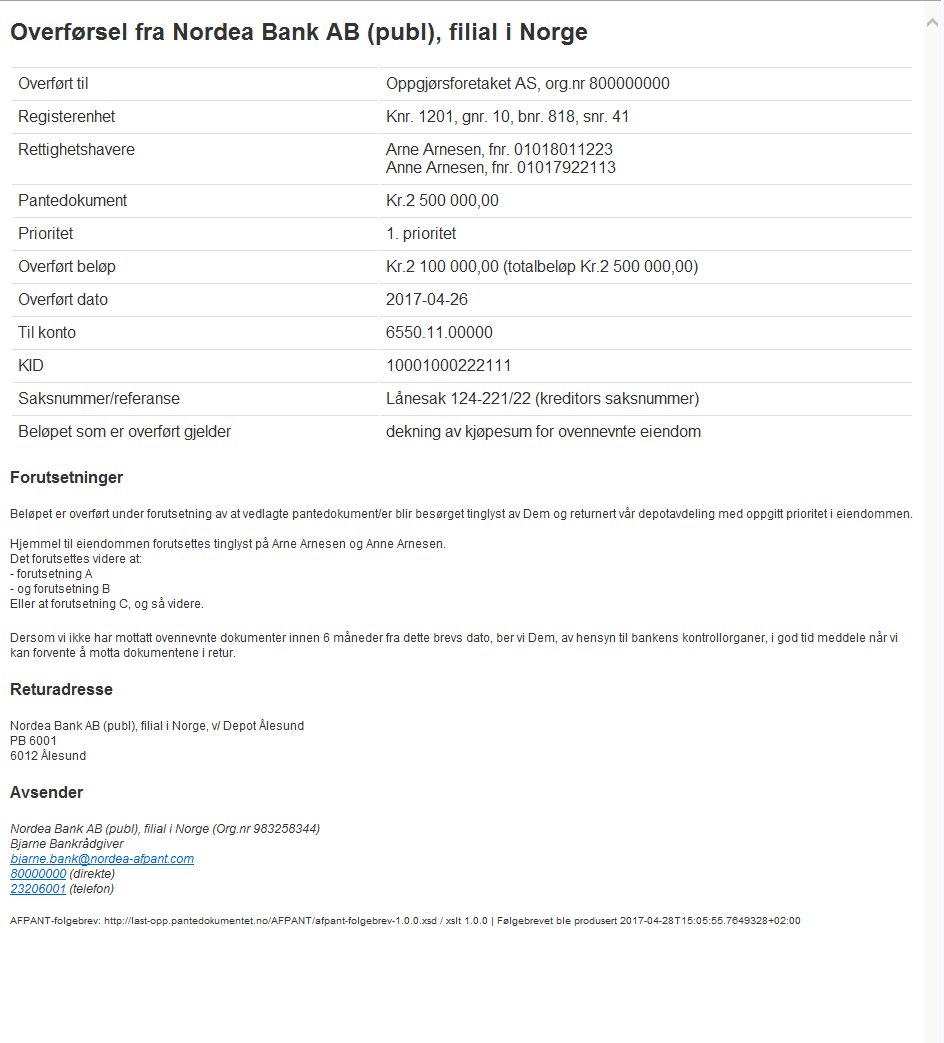 Overførsel fra Nordea Bank AB (publ), filial i Norge
Overført til Oppgjørsforetaket AS, org.nr 800000000
Registerenhet Knr. 1201, gnr. 10, bnr. 818, snr. 41
Rettighetshavere Arne Arnesen, fnr. 01018011223
Anne Arnesen, fnr. 01017922113
Pantedokument Kr.2 500 000,00
Prioritet 1. prioritet
Overført beløp Kr.2 100 000,00 (totalbeløp Kr.2 500 000,00)
Overført dato 2017-04-26
Til konto 6550.11.00000
KID 10001000222111
Saksnummer/referanse Lånesak 124-221/22 (kreditors saksnummer)
Beløpet som er overført gjelder dekning av kjøpesum for ovennevnte eiendom
Forutsetninger
Beløpet er overført under forutsetning av at vedlagte pantedokument/er blir besørget tinglyst av Dem og returnert vår depotavdeling med oppgitt prioritet i eiendommen.
Hjemmel til eiendommen forutsettes tinglyst på Arne Arnesen og Anne Arnesen.
Det forutsettes videre at:
- forutsetning A
- og forutsetning B
Eller at forutsetning C, og så videre.
Dersom vi ikke har mottatt ovennevnte dokumenter innen 6 måneder fra dette brevs dato, ber vi Dem, av hensyn til bankens kontrollorganer, i god tid meddele når vi
kan forvente å motta dokumentene i retur.
Returadresse
Nordea Bank AB (publ), filial i Norge, v/ Depot Ålesund
PB 6001
6012 Ålesund
Avsender
Nordea Bank AB (publ), filial i Norge (Org.nr 983258344)
Bjarne Bankrådgiver
bjarne.bank@nordea-afpant.com
80000000 (direkte)
23206001 (telefon)
AFPANT-folgebrev: http://last-opp.pantedokumentet.no/AFPANT/afpant-folgebrev-1.0.0.xsd / xslt 1.0.0 | Følgebrevet ble produsert 2017-04-28T15:05:55.7649328+02:00